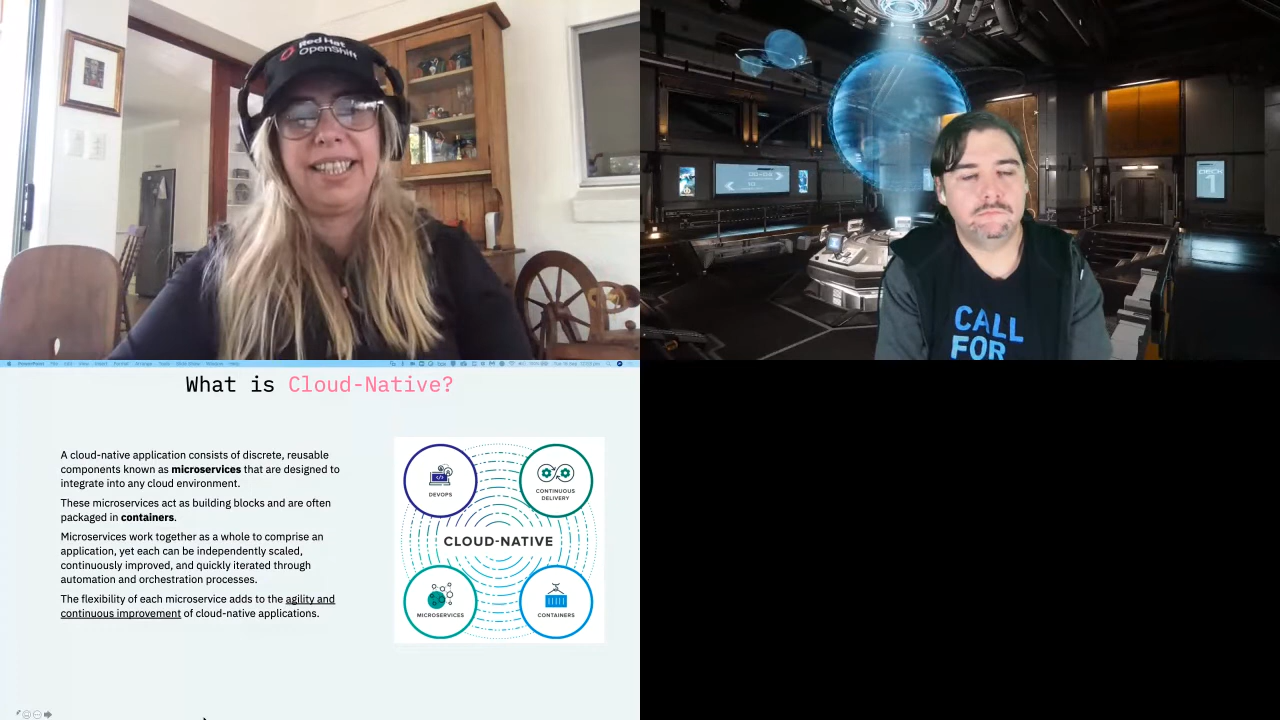 Red Hat
OpenShift
DECK
1
CALL
FOR
What is Cloud-Native?
A cloud-native application consists of discrete, reusable
components known as microservices that are designed to
integrate into any cloud environment.
These microservices act as building blocks and are often
packaged in containers.
Microservices work together as a whole to comprise an
application, yet each can be independently scaled,
continuously improved, and quickly iterated through
automation and orchestration processes.
The flexibility of each microservice adds to the agility and
continuous improvement of cloud-native applications.
DEVOPS
CONTINUOUS
DELIVERY
CLOUD-NATIVE
MICROSERVICES
CONTAINERS